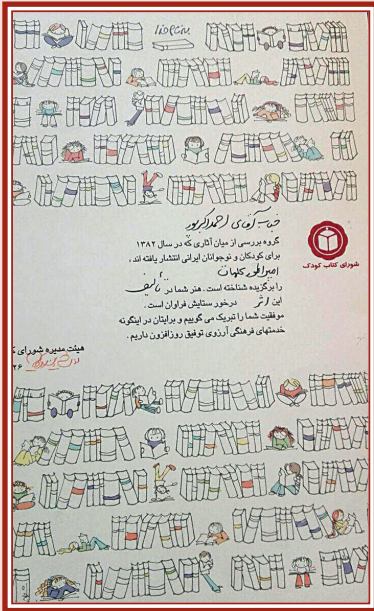 بنام خدا
جناب آقای احمد اکبرپور
گروه بررسی از میان آثاری که در سال ۱۳۸۲
برای کودکان و نوجوانان ایرانی انتشار یافته اند،
امپراطور کلمات
را برگزیده شناخته است. هنر شما در تألیف
این اثر درخور ستایش فراوان است.
موفقیت شما را تبریک می گوییم و برایتان در اینگونه
خدمتهای فرهنگی آرزوی توفیق روزافزون داریم.
شورای کتاب کودک
هیئت مدیره شورای
۲۶